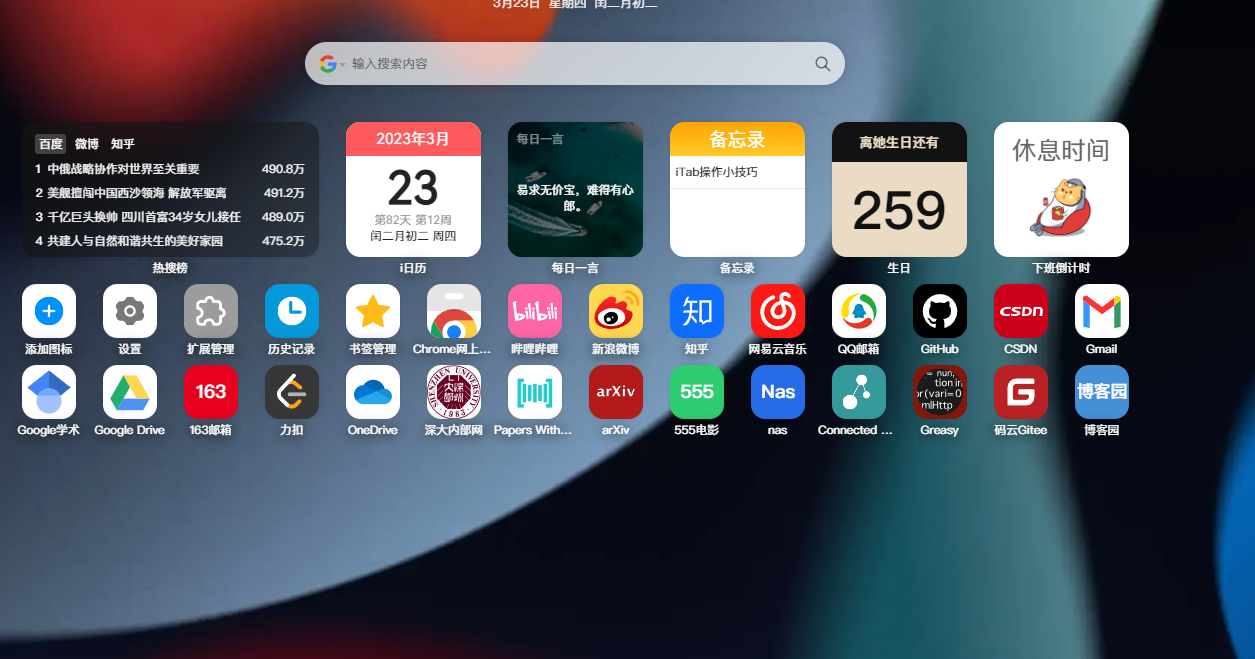 3月23日 星期四 闰二月初二
输入搜索内容
百度 微博 知乎
1 中俄战略协作对世界至关重要 490.8万
2 美舰擅闯中国西沙领海 解放军驱离 491.2万
3 千亿巨头换帅 四川首富34岁女儿接任 489.0万
4 共建人与自然和谐共生的美好家园 475.2万
热搜榜
2023年3月
23
第82天 第12周
闰二月初二 周四
i日历
每日一言
易求无价宝，难得有心
郎。
每日一言
备忘录
iTab操作小技巧
备忘录
离她生日还有
259
生日
休息时间
下班倒计时
bilibili
知
CSDN
添加图标 设置 扩展管理 历史记录 书签管理 Chrome网上... 哔哩哔哩 新浪微博 知乎 网易云音乐 QQ邮箱 GitHub CSDN Gmail
163
SHENZHEN UNIVERSITY
1983
arXiv
555
Nas
= nun,
tion in
or(vari= 0
mlHttp
博客园
Google学术 Google Drive 163邮箱 力扣 OneDrive 深大内部网 Papers With... arXiv 555电影 nas Connected ... Greasy 码云Gitee 博客园